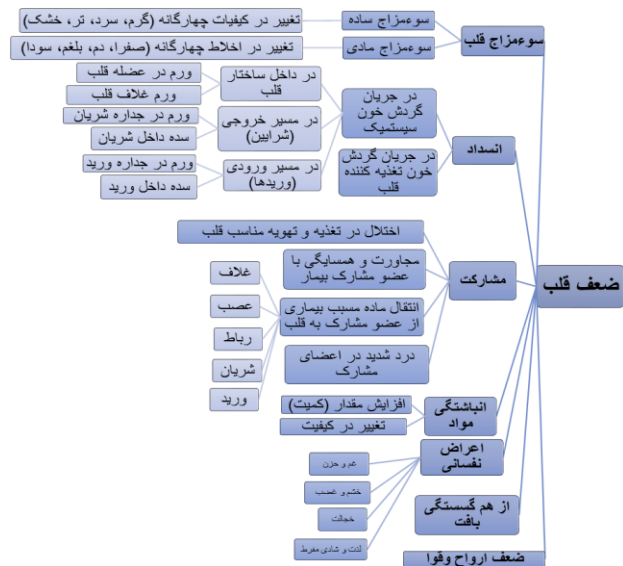 سوءمزاج قلب
سوءمزاج ساده
تغییر در کیفیات چهارگانه (گرم، سرد، تر، خشک)
سوءمزاج مادی
تغییر در اخلاط چهارگانه (صفرا، دم، بلغم، سودا)
انسداد
در جریان
گردش خون
سیستمیک
در داخل ساختار
قلب
ورم در عضله قلب
ورم غلاف قلب
در مسیر خروجی
(شرایین)
ورم در جداره شریان
سده داخل شریان
در مسیر ورودی
(وریدها)
ورم در جداره ورید
سده داخل ورید
در جریان گردش
خون تغذیه کننده
قلب
ضعف قلب
مشارکت
اختلال در تغذیه و تهویه مناسب قلب
مجاورت و همسایگی با
عضو مشارک بیمار
انتقال ماده مسبب بیماری
از عضو مشارک به قلب
غلاف
عصب
رباط
شریان
ورید
درد شدید در اعضای
مشارک
انباشتگی
مواد
افزایش مقدار (کمیت)
تغییر در کیفیت
اعراض
نفسانی
غم و حزن
خشم و غضب
خجالت
لذت و شادی مفرط
از هم گسستگی
بافت
ضعف ارواح وقوا